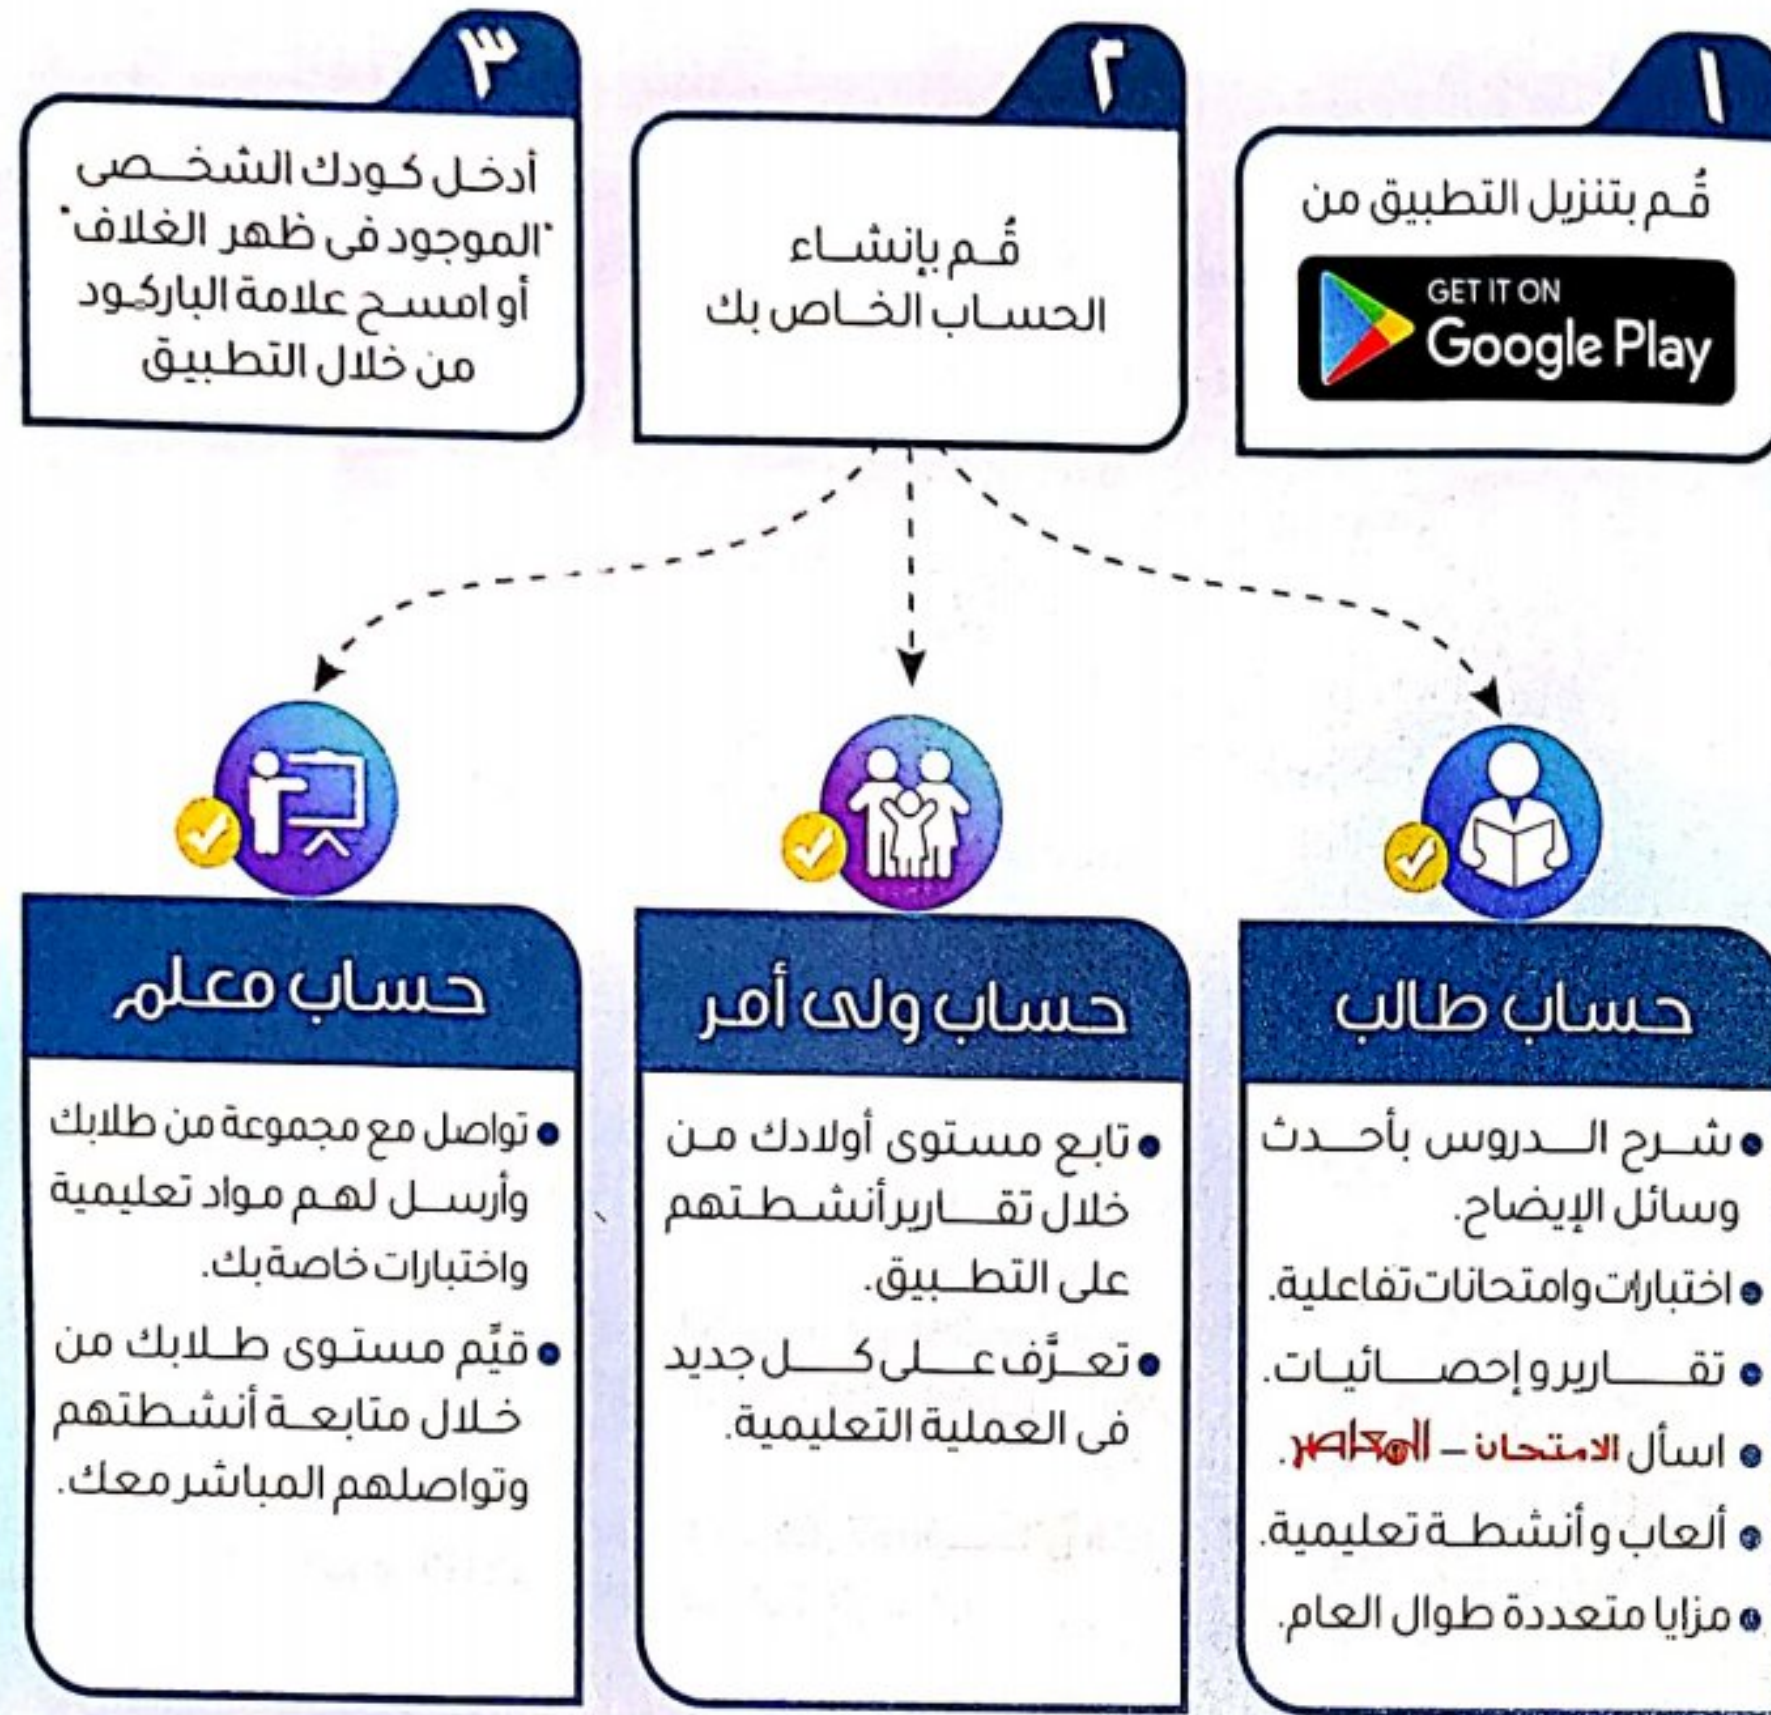 ١
قُم بتنزيل التطبيق من
GET IT ON
Google Play
٢
قُم بإنشاء
الحساب الخاص بك
٣
أدخل كودك الشخصى
"الموجود فى ظهر الغلاف"
أو امسح علامة الباركود
من خلال التطبيق
حساب طالب
• شرح الدروس بأحدث
وسائل الإيضاح.
• اختبارات وامتحانات تفاعلية.
• تقارير وإحصائيات.
• اسأل الامتحان - المعاصر.
• ألعاب وأنشطة تعليمية.
• مزايا متعددة طوال العام.
حساب ولى أمر
• تابع مستوى أولادك من
خلال تقارير أنشطتهم
على التطبيق.
• تعرَّف على كل جديد
فى العملية التعليمية.
حساب معلم
• تواصل مع مجموعة من طلابك
وأرسل لهم مواد تعليمية
واختبارات خاصة بك.
• قيِّم مستوى طلابك من
خلال متابعة أنشطتهم
وتواصلهم المباشر معك.